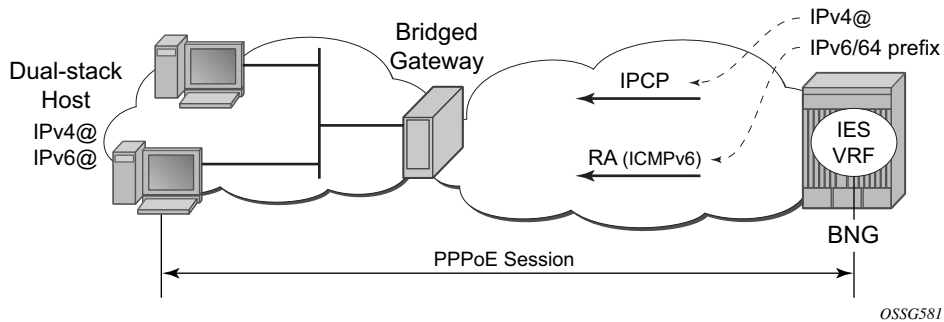 Dual-stack
Host
IPv4@
IPv6@
Bridged
Gateway
IPv4@
IPv6/64 prefix
IPCP
RA (ICMPv6)
IES
VRF
BNG
PPPoE Session
OSSG581